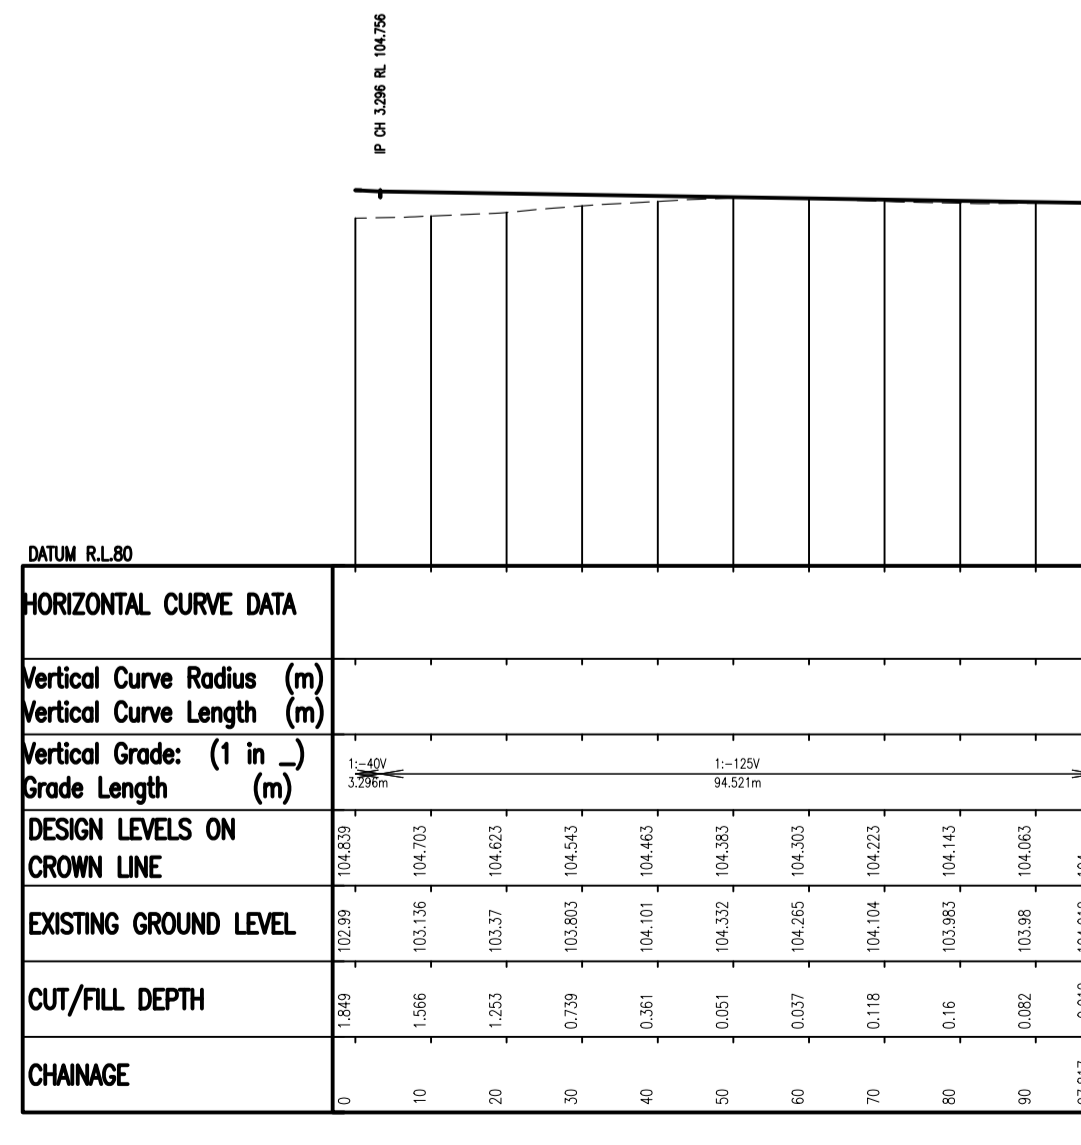 IP CH 3.296 RL 104.756
DATUM R.L.80
HORIZONTAL CURVE DATA
Vertical Curve Radius (m)
Vertical Curve Length (m)
Vertical Grade: (1 in _)
Grade Length (m)
1:-40V
3.296m
1:-125V
94.521m
DESIGN LEVELS ON
CROWN LINE
104.839 104.703 104.623 104.543 104.463 104.383 104.303 104.223 104.143 104.063
EXISTING GROUND LEVEL
102.99 103.136 103.37 103.803 104.101 104.332 104.265 104.104 103.983 103.98
CUT/FILL DEPTH
1.849 1.566 1.253 0.739 0.361 0.051 0.037 0.118 0.16 0.082
CHAINAGE
0 10 20 30 40 50 60 70 80 90